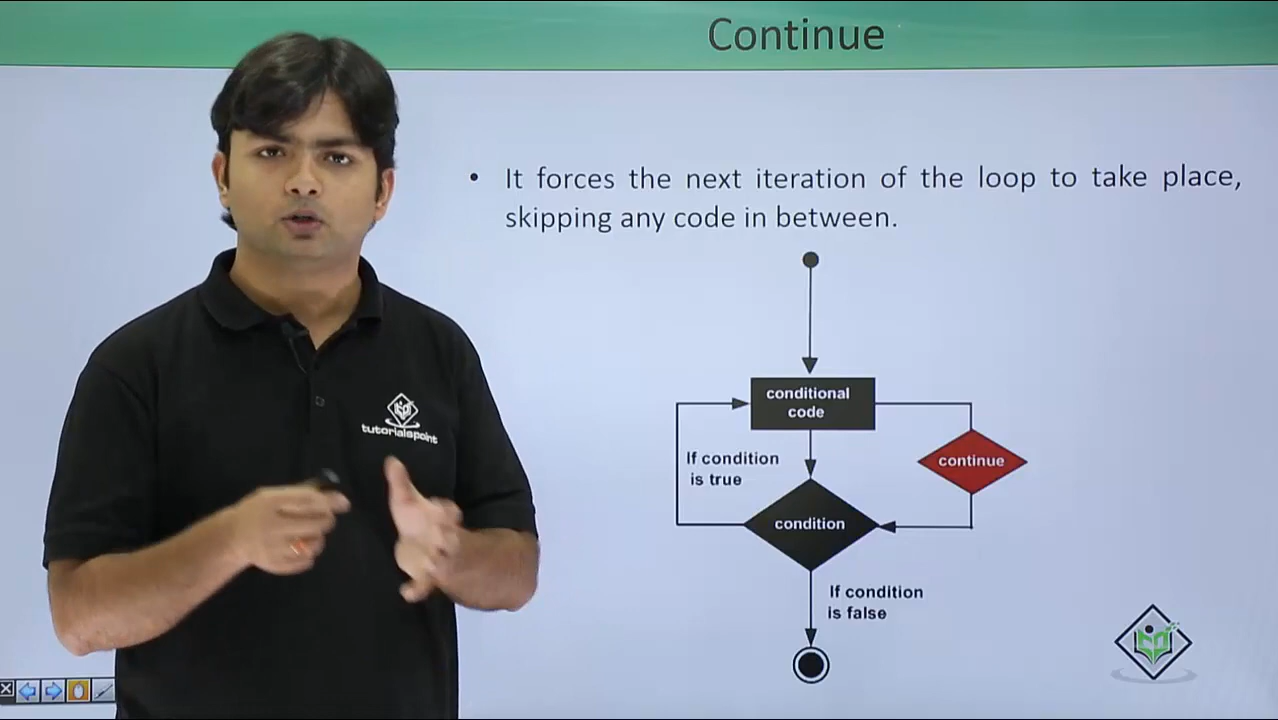 Continue
• It forces the next iteration of the loop to take place,
skipping any code in between.
conditional
code
If condition
is true
continue
condition
If condition
is false
tutorialspoint